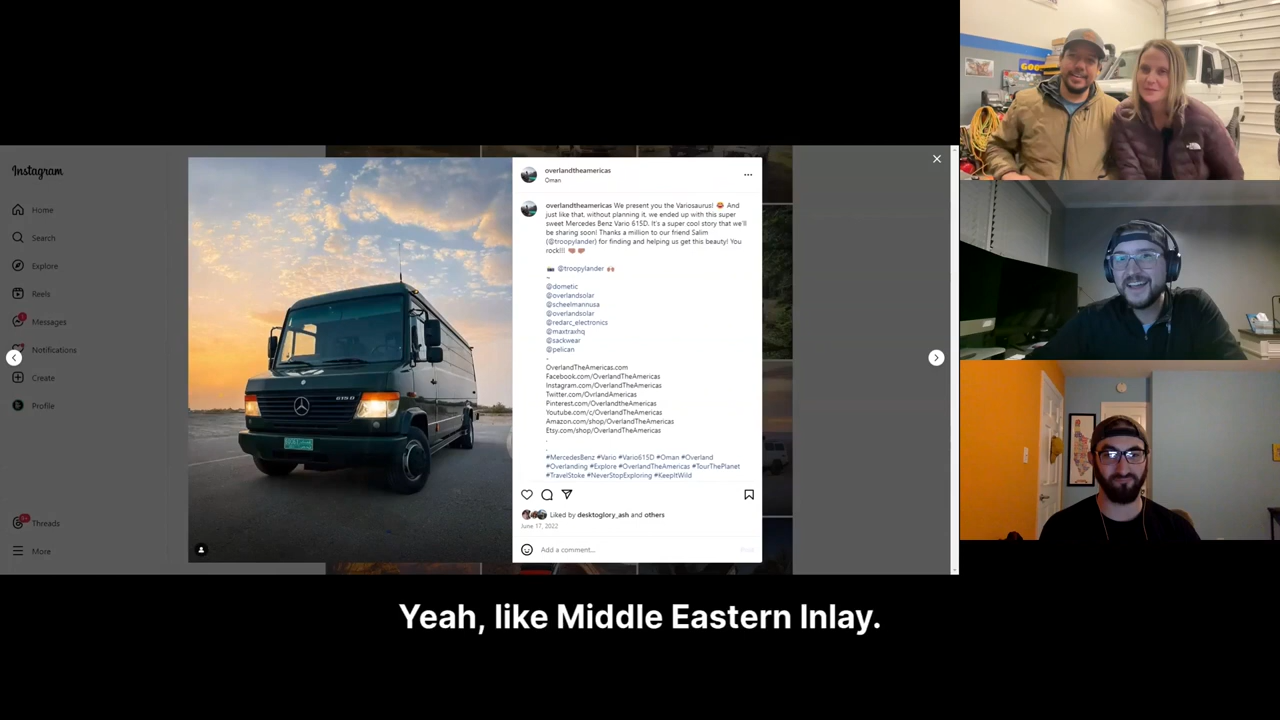 Instagram
Home
Search
Explore
Reels
Messages
Notifications
Create
Profile
Threads
More
615 D
overlandtheamericas
Oman
overlandtheamericas We present you the Variosaurus! And
just like that, without planning it, we ended up with this super
sweet Mercedes Benz Vario 615D. It's a super cool story that we'll
be sharing soon! Thanks a million to our friend Salim
(@troopylander) for finding and helping us get this beauty! You
rock!!!
@troopylander
-
@dometic
@overlandsolar
@scheelmannusa
@overlandsolar
@redarc_electronics
@maxtraxhq
@sackwear
@pelican
-
OverlandTheAmericas.com
Facebook.com/OverlandTheAmericas
Instagram.com/OverlandTheAmericas
Twitter.com/OvrlandAmericas
Pinterest.com/OverlandtheAmericas
Youtube.com/c/OverlandTheAmericas
Amazon.com/shop/OverlandTheAmericas
Etsy.com/shop/OverlandTheAmericas
.
.
#MercedesBenz #Vario #Vario615D #Oman #Overland
#Overlanding #Explore #OverlandTheAmericas #TourThePlanet
#TravelStoke #NeverStopExploring #KeepItWild
Liked by desktoglory_ash and others
June 17, 2022
Add a comment...
Post
Yeah, like Middle Eastern Inlay.